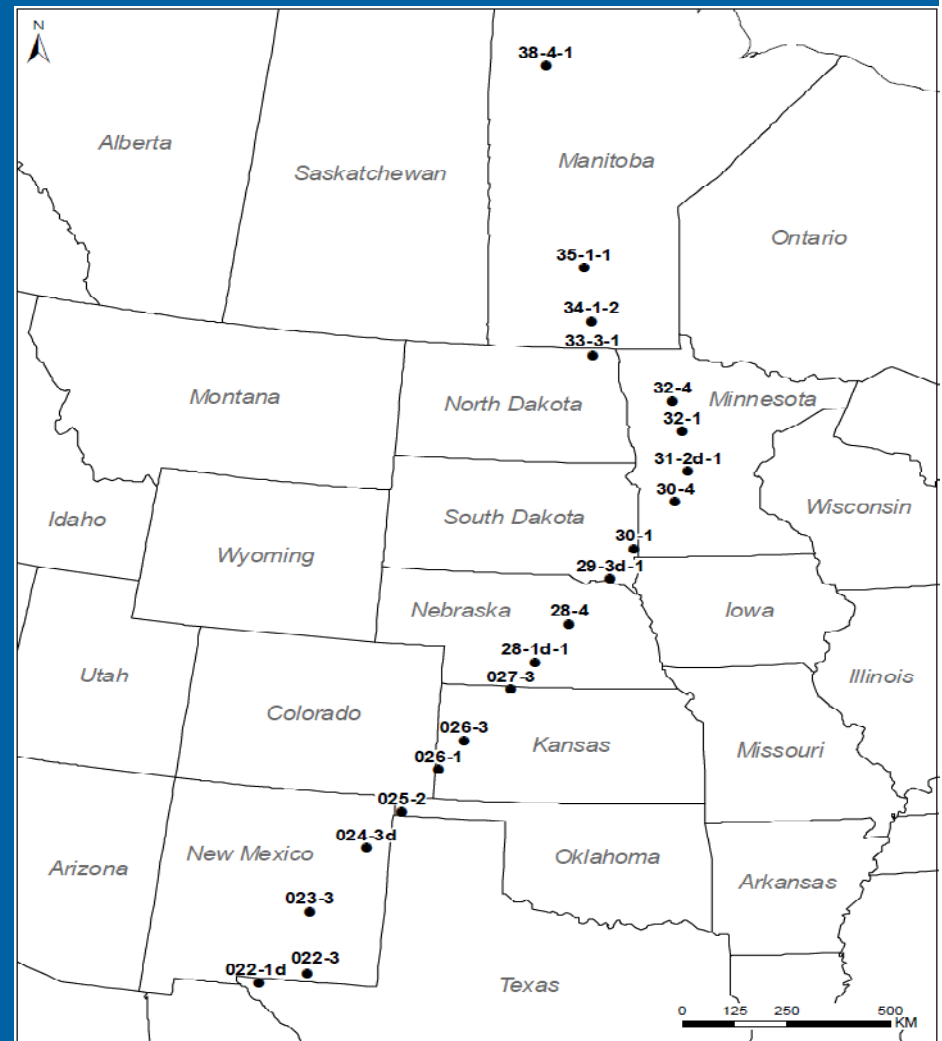 N
38-4-1
Alberta
Manitoba
Saskatchewan
Ontario
35-1-1
34-1-2
33-3-1
Montana
North Dakota
32-4
Minnesota
32-1
31-2d-1
30-4
Idaho
South Dakota
Wisconsin
Wyoming
30-1
29-3d-1
Nebraska
28-4
Iowa
28-1d-1
Utah
027-3
Illinois
Colorado
026-3
Kansas
Missouri
026-1
025-2
024-3d
New Mexico
Oklahoma
Arizona
Arkansas
023-3
022-3
022-1d
Texas
0 125 250 500
KM